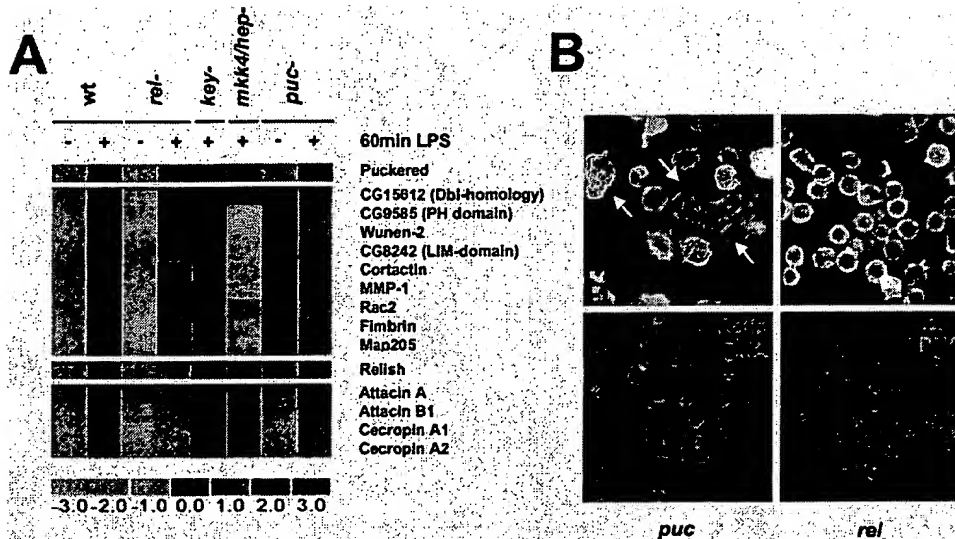 A
wt rel- key- mkk4/hep- puc-
- + - + + + - + 60min LPS
Puckered
CG15612 (Dbl-homology)
CG9585 (PH domain)
Wunen-2
CG8242 (LIM-domain)
Cortactin
MMP-1
Rac2
Fimbrin
Map205
Relish
Attacin A
Attacin B1
Cecropin A1
Cecropin A2
-3.0 -2.0 -1.0 0.0 1.0 2.0 3.0
B
puc rel